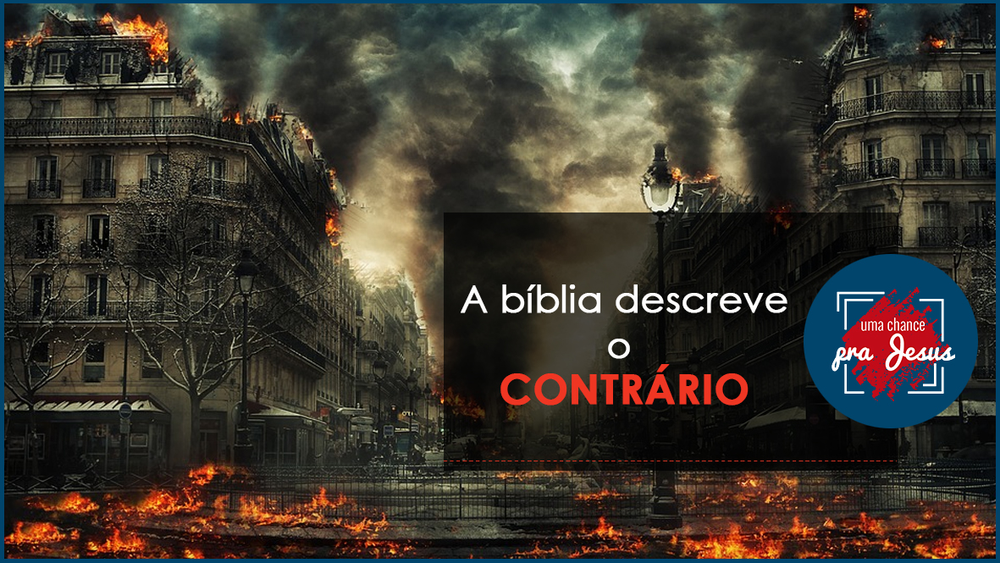 A bíblia descreve
o
CONTRÁRIO
uma chance
pra Jesus